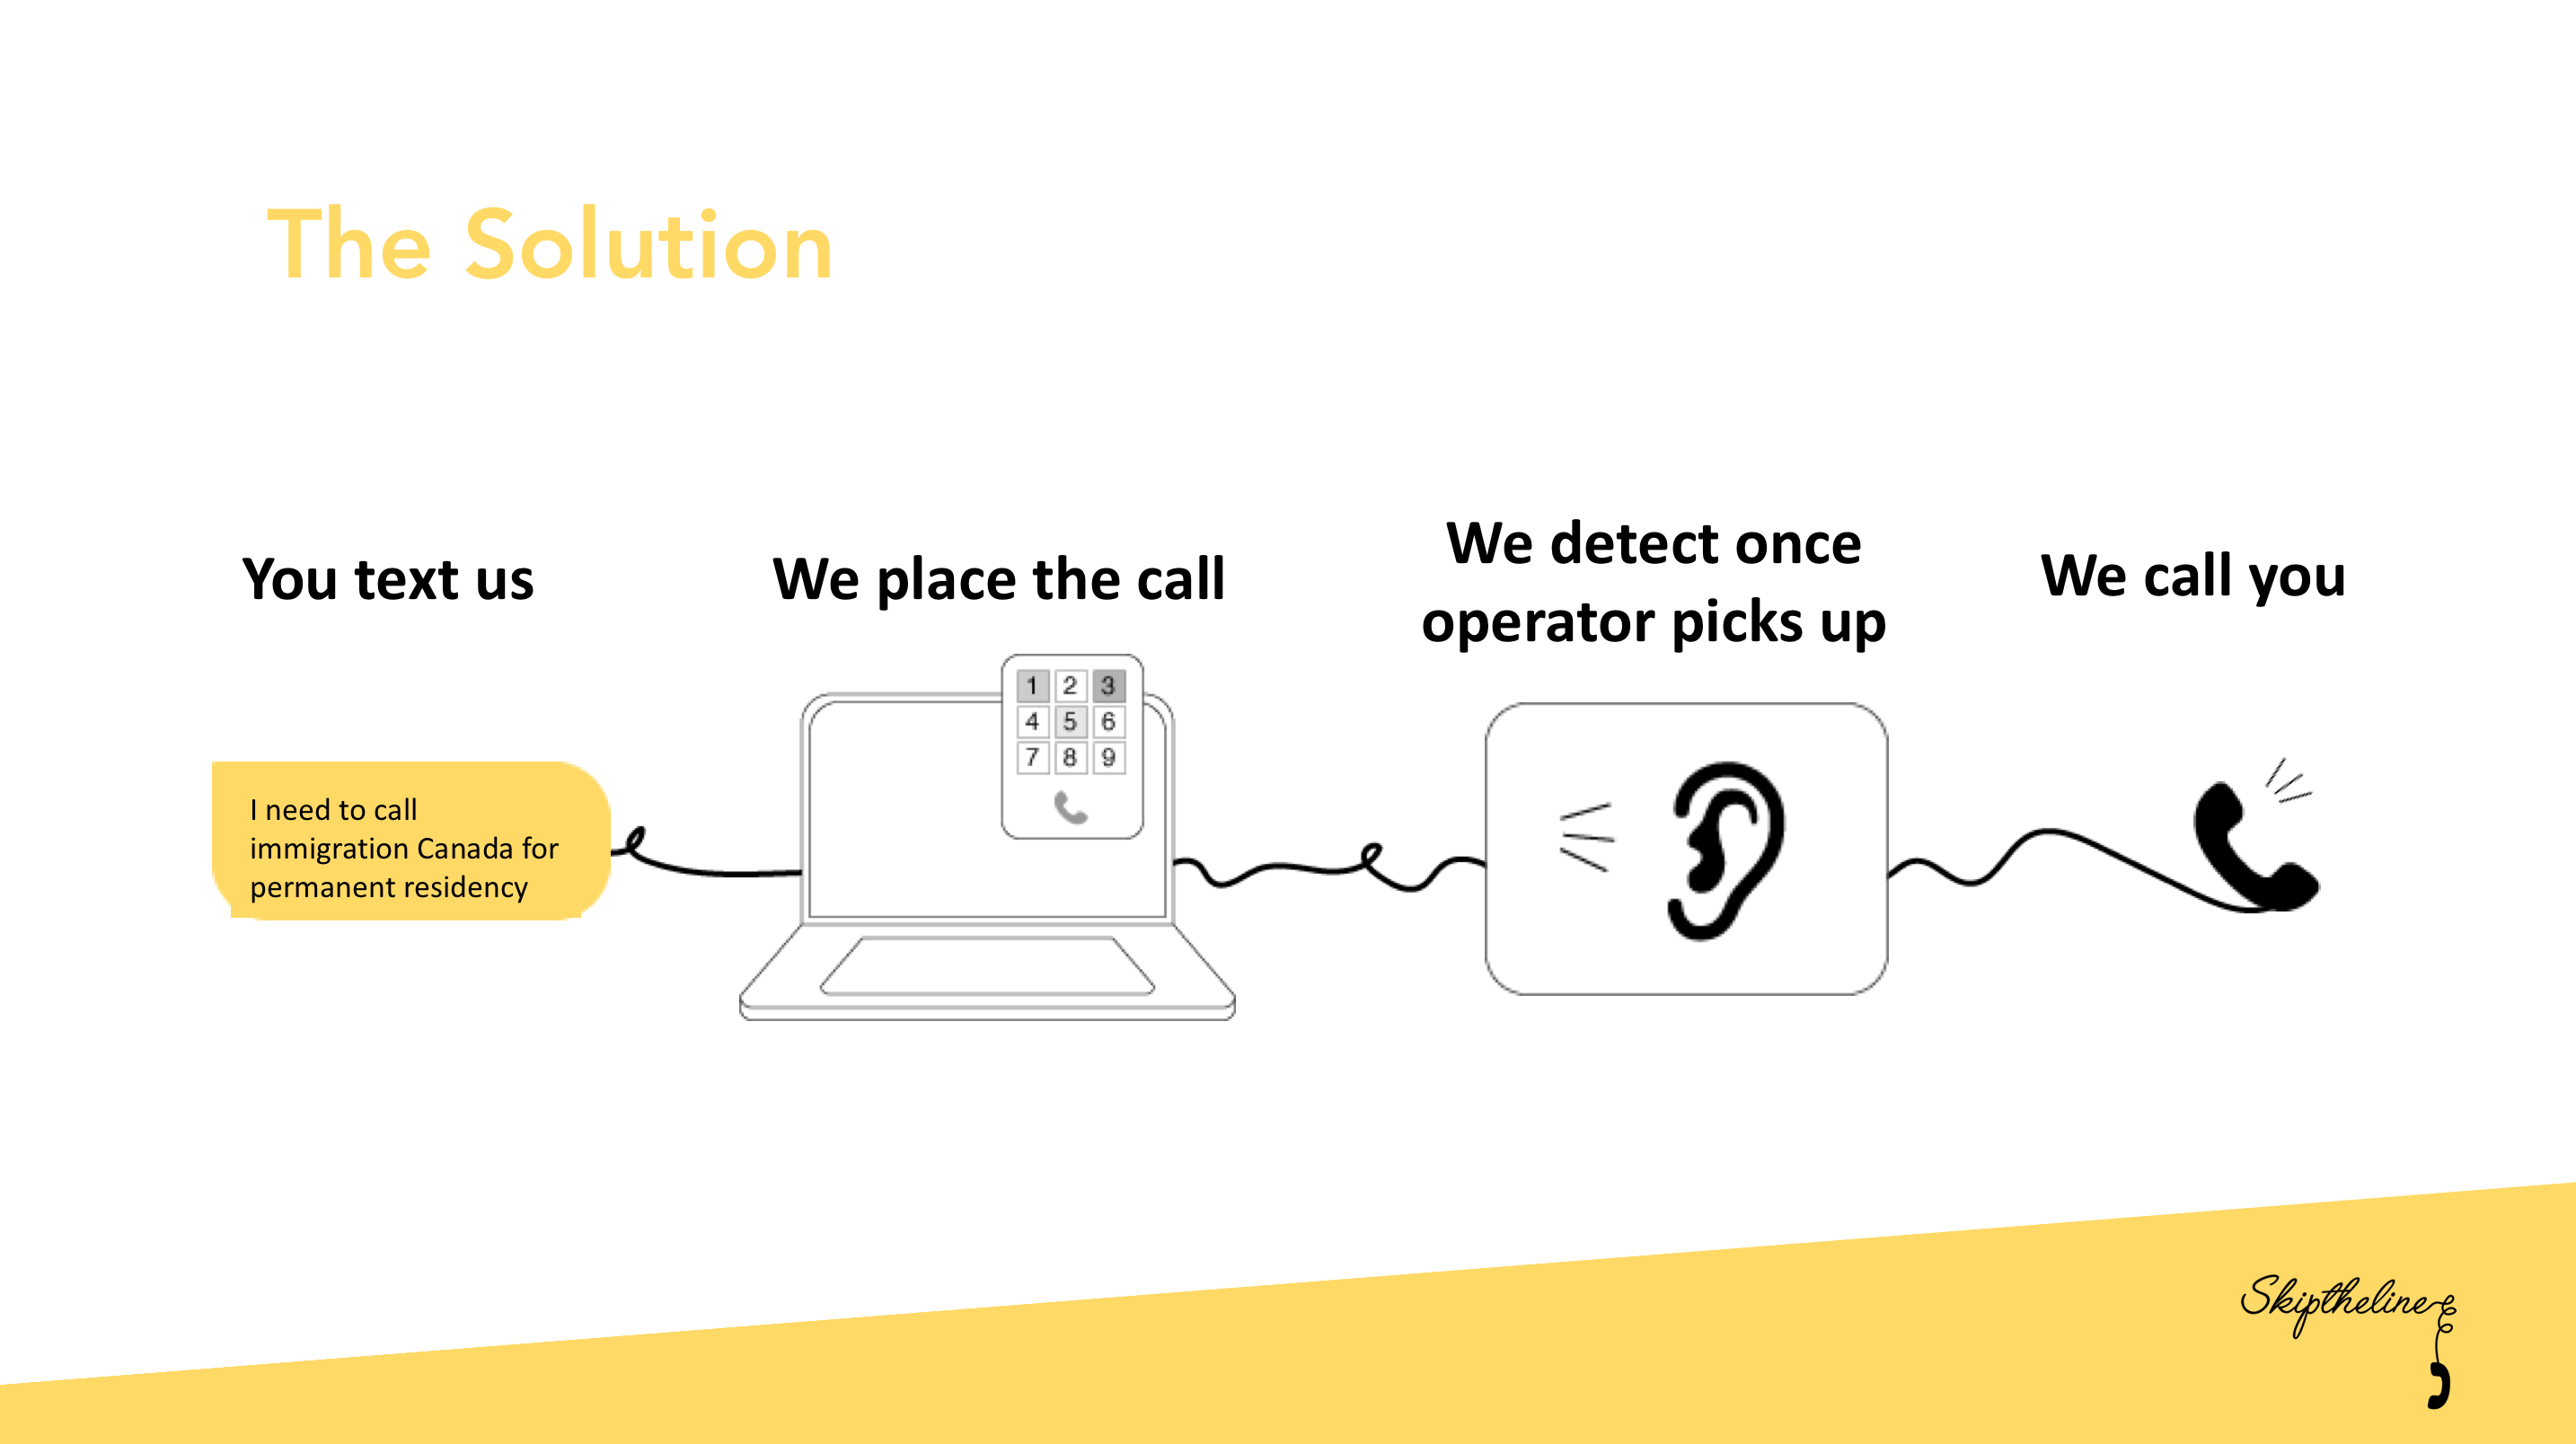 The Solution
You text us
We place the call
We detect once
operator picks up
We call you
I need to call
immigration Canada for
permanent residency
1 2 3
4 5 6
7 8 9
Skiptheline